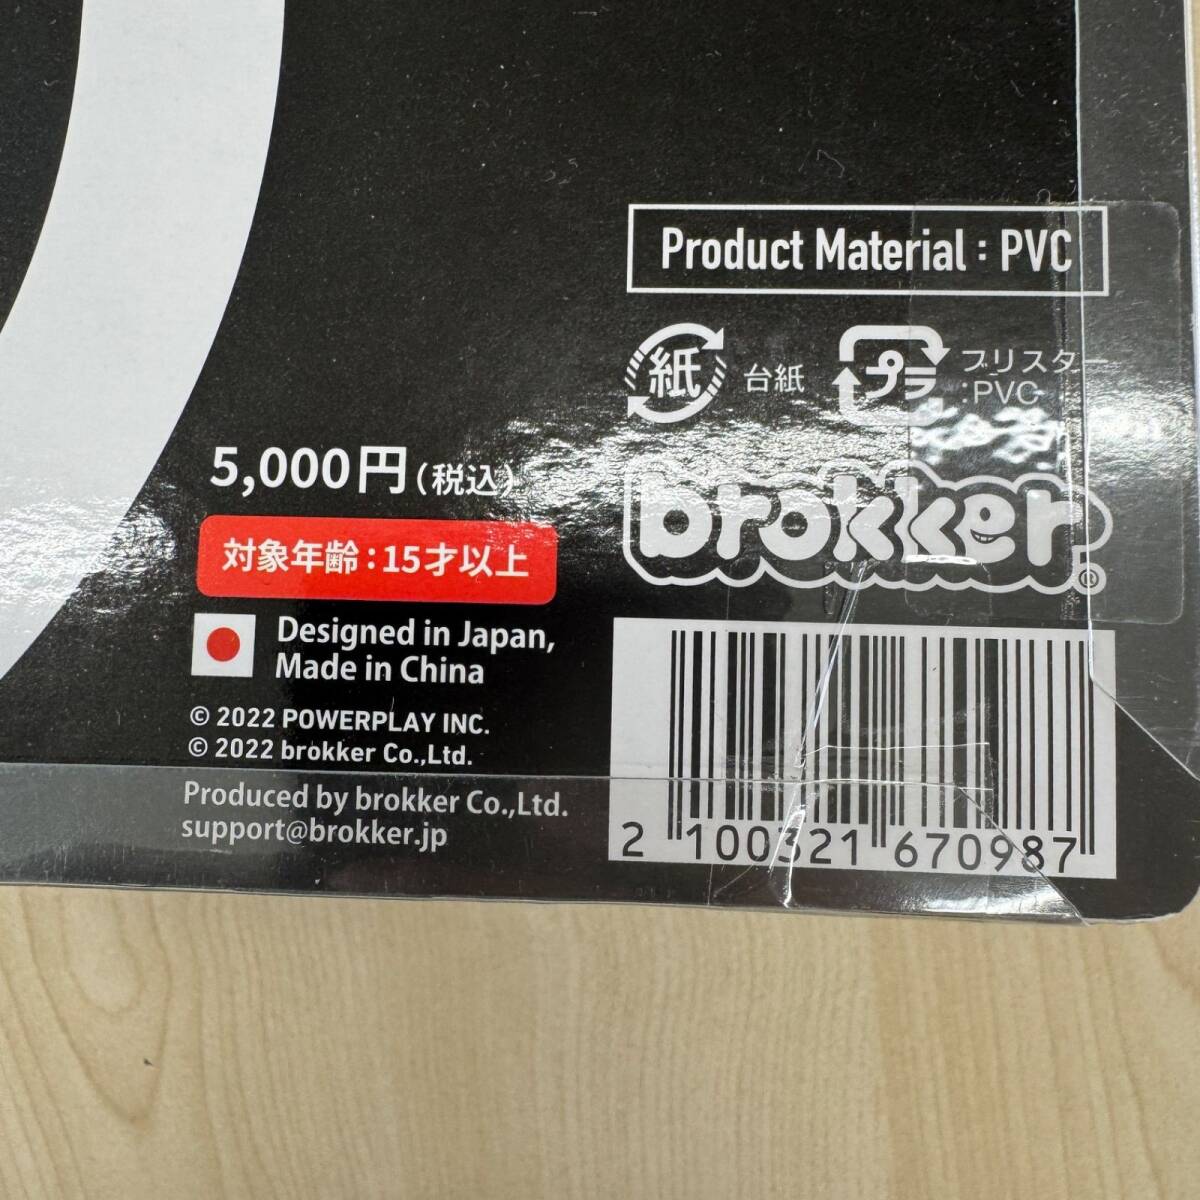 Product Material : PVC
紙 台紙 プラ ブリスター
:PVC
5,000円(税込)
brokker®
対象年齢:15才以上
Designed in Japan,
Made in China
© 2022 POWERPLAY INC.
© 2022 brokker Co.,Ltd.
Produced by brokker Co.,Ltd.
support@brokker.jp
2 100321 670987